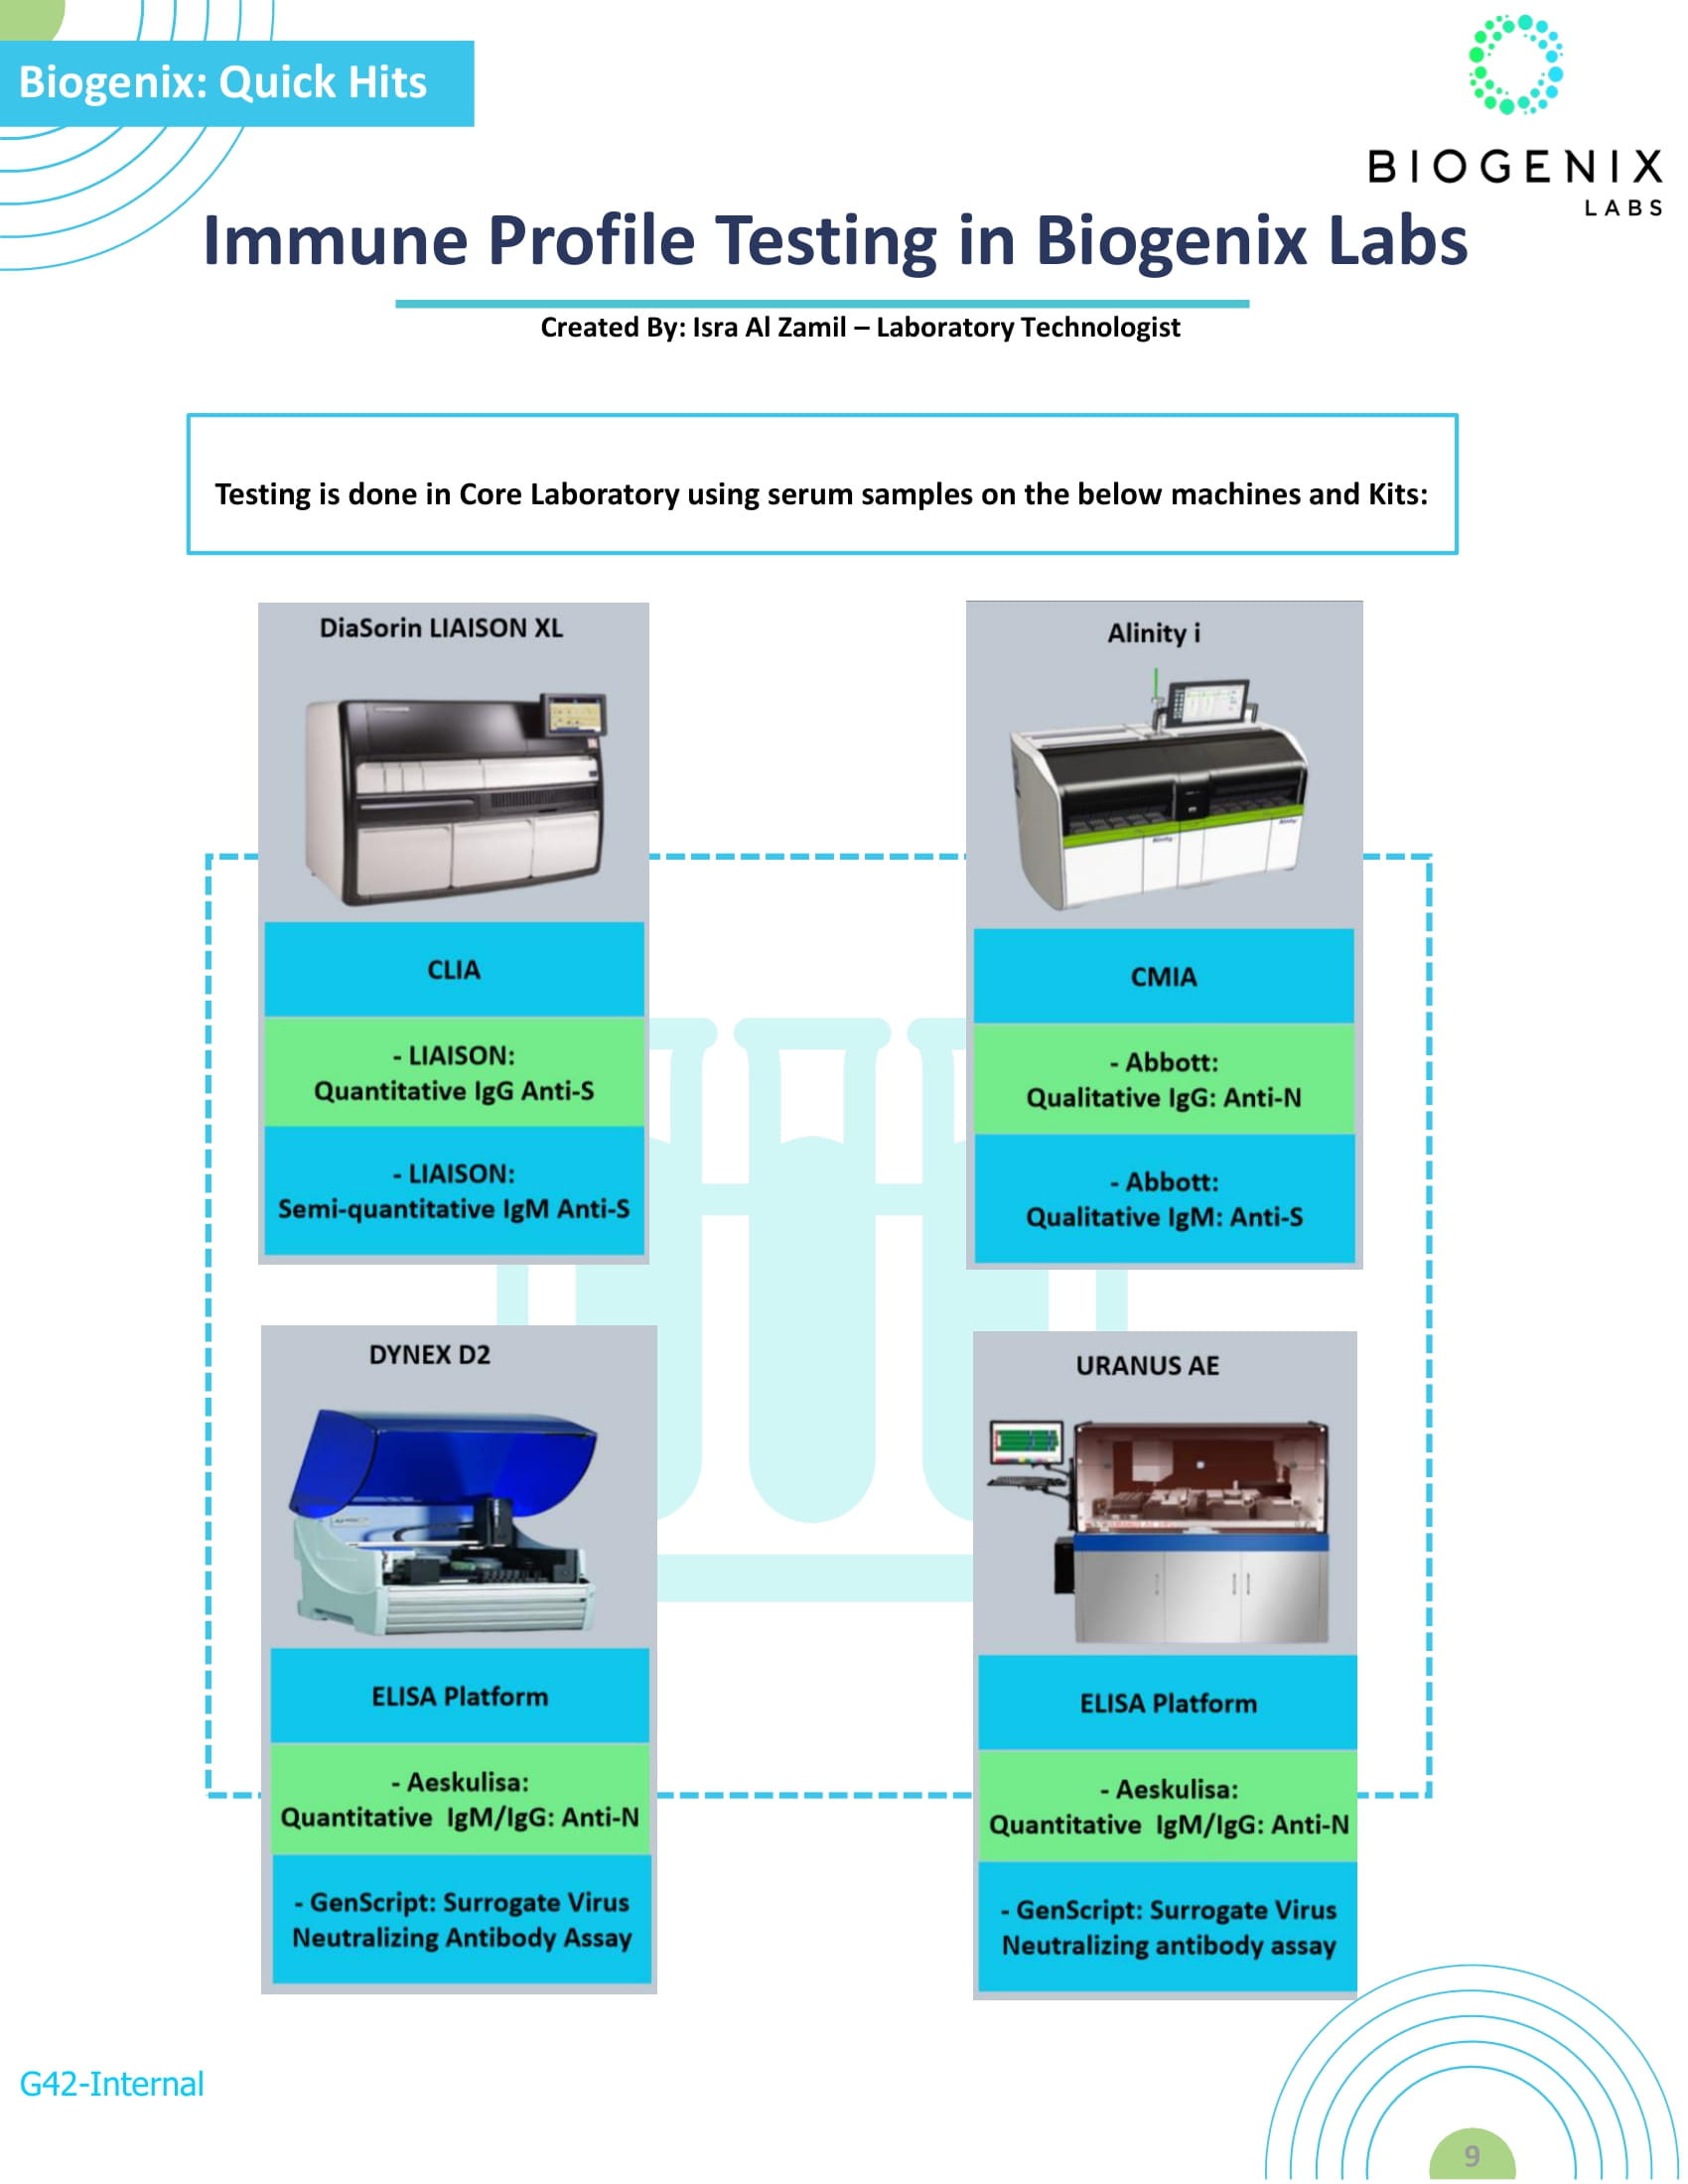 Biogenix: Quick Hits
BIOGENIX
LABS
Immune Profile Testing in Biogenix Labs
Created By: Isra Al Zamil – Laboratory Technologist
Testing is done in Core Laboratory using serum samples on the below machines and Kits:
DiaSorin LIAISON XL
CLIA
- LIAISON:
Quantitative IgG Anti-S
- LIAISON:
Semi-quantitative IgM Anti-S
Alinity i
CMIA
- Abbott:
Qualitative IgG: Anti-N
- Abbott:
Qualitative IgM: Anti-S
DYNEX D2
ELISA Platform
- Aeskulisa:
Quantitative IgM/IgG: Anti-N
- GenScript: Surrogate Virus
Neutralizing Antibody Assay
URANUS AE
ELISA Platform
- Aeskulisa:
Quantitative IgM/IgG: Anti-N
- GenScript: Surrogate Virus
Neutralizing antibody assay
G42-Internal
9